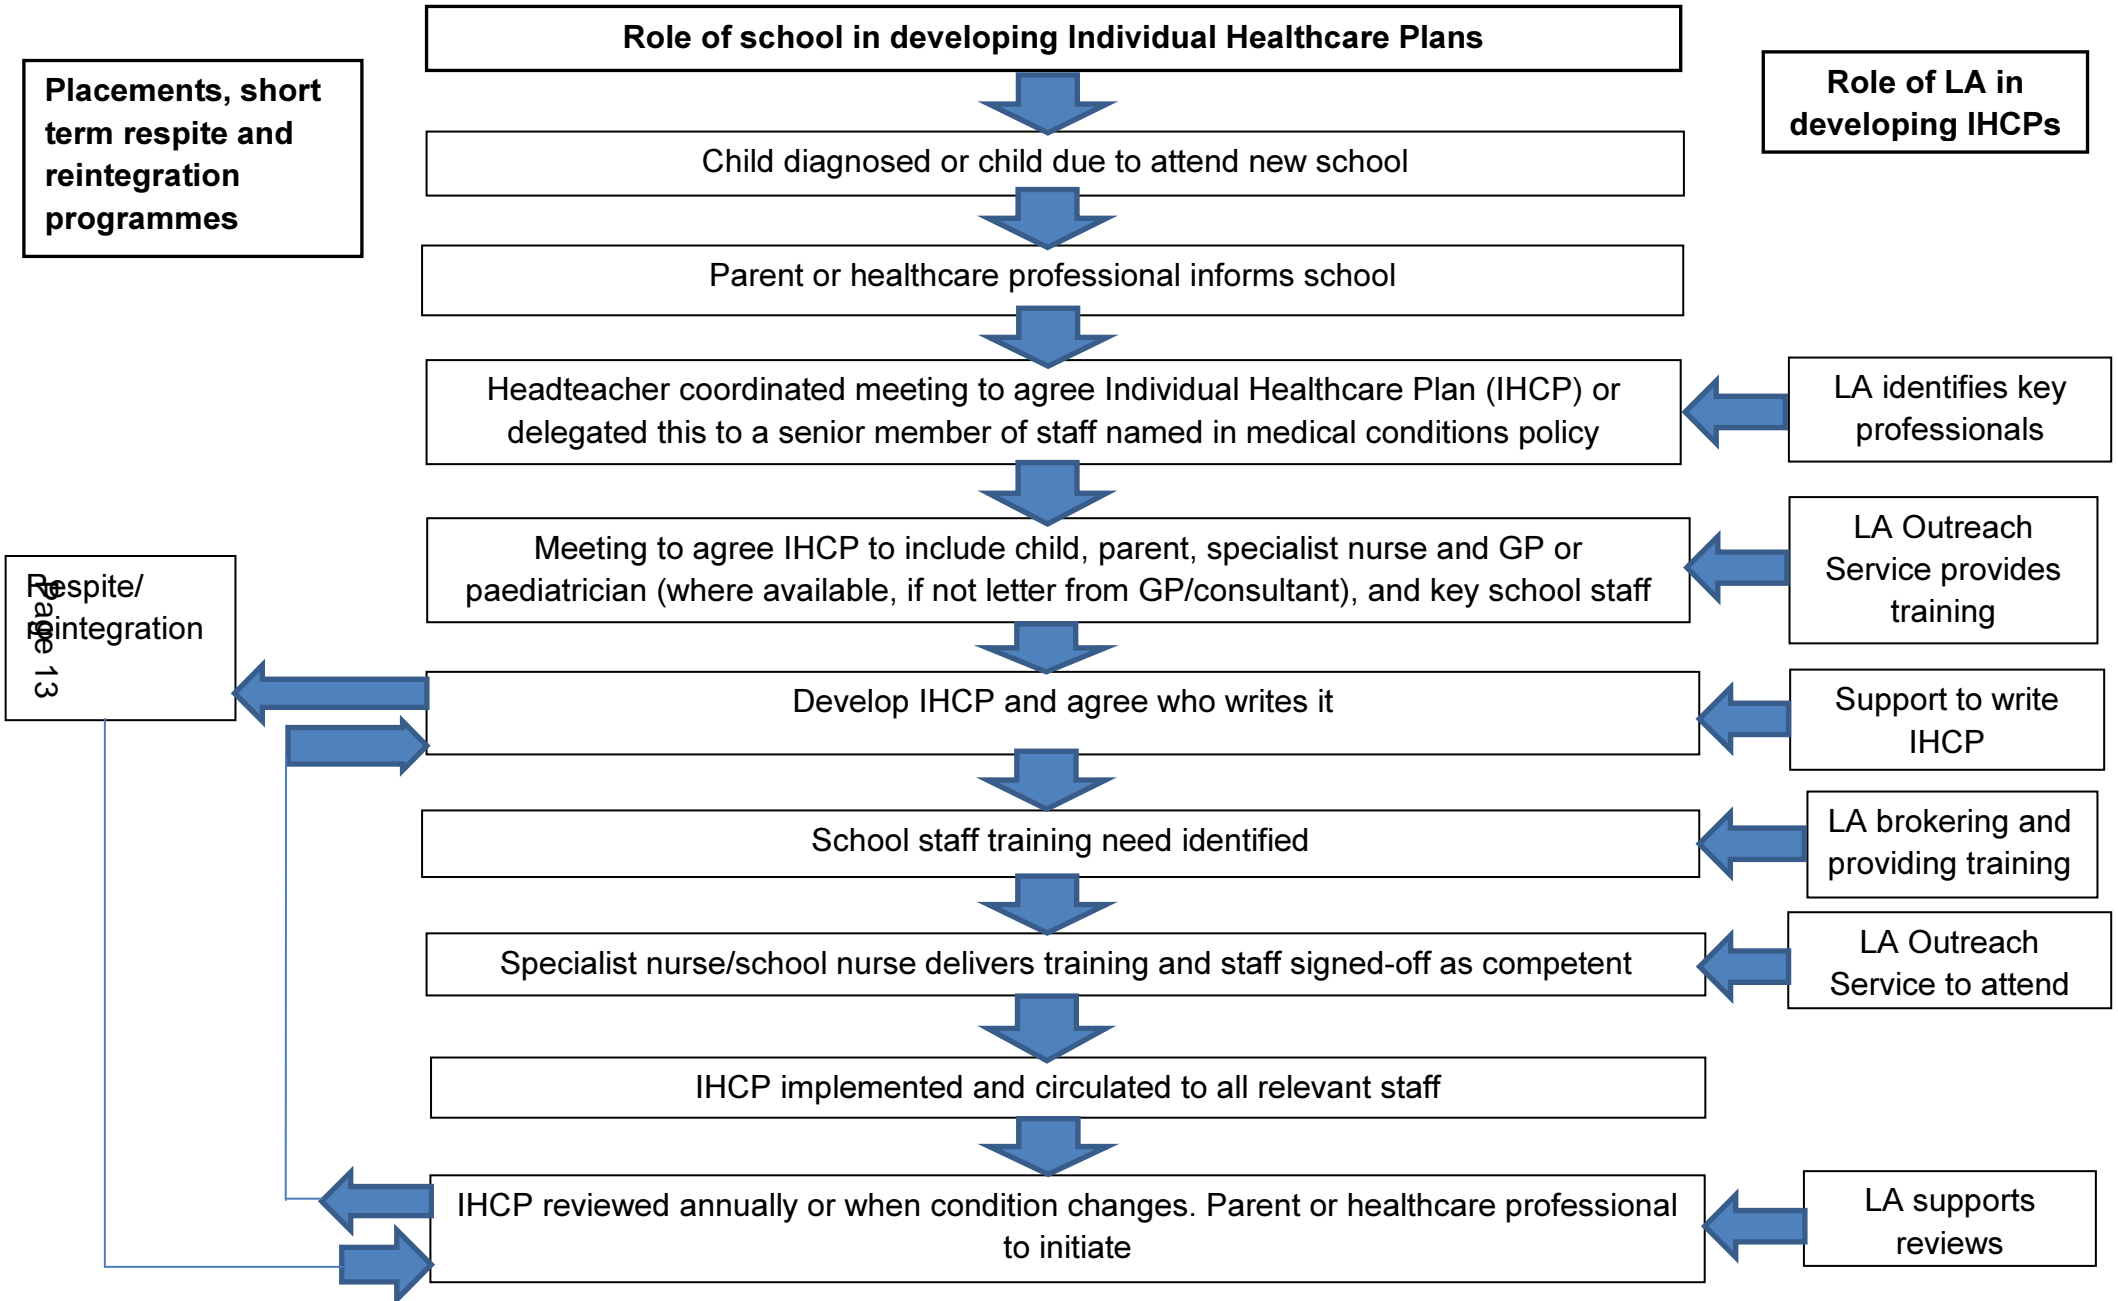 Role of school in developing Individual Healthcare Plans
Placements, short
term respite and
reintegration
programmes
Role of LA in
developing IHCPs
Child diagnosed or child due to attend new school
Parent or healthcare professional informs school
Headteacher coordinated meeting to agree Individual Healthcare Plan (IHCP) or
delegated this to a senior member of staff named in medical conditions policy
LA identifies key
professionals
Meeting to agree IHCP to include child, parent, specialist nurse and GP or
paediatrician (where available, if not letter from GP/consultant), and key school staff
LA Outreach
Service provides
training
Respite/
reintegration
Page 13
Develop IHCP and agree who writes it
Support to write
IHCP
School staff training need identified
LA brokering and
providing training
Specialist nurse/school nurse delivers training and staff signed-off as competent
LA Outreach
Service to attend
IHCP implemented and circulated to all relevant staff
IHCP reviewed annually or when condition changes. Parent or healthcare professional
to initiate
LA supports
reviews